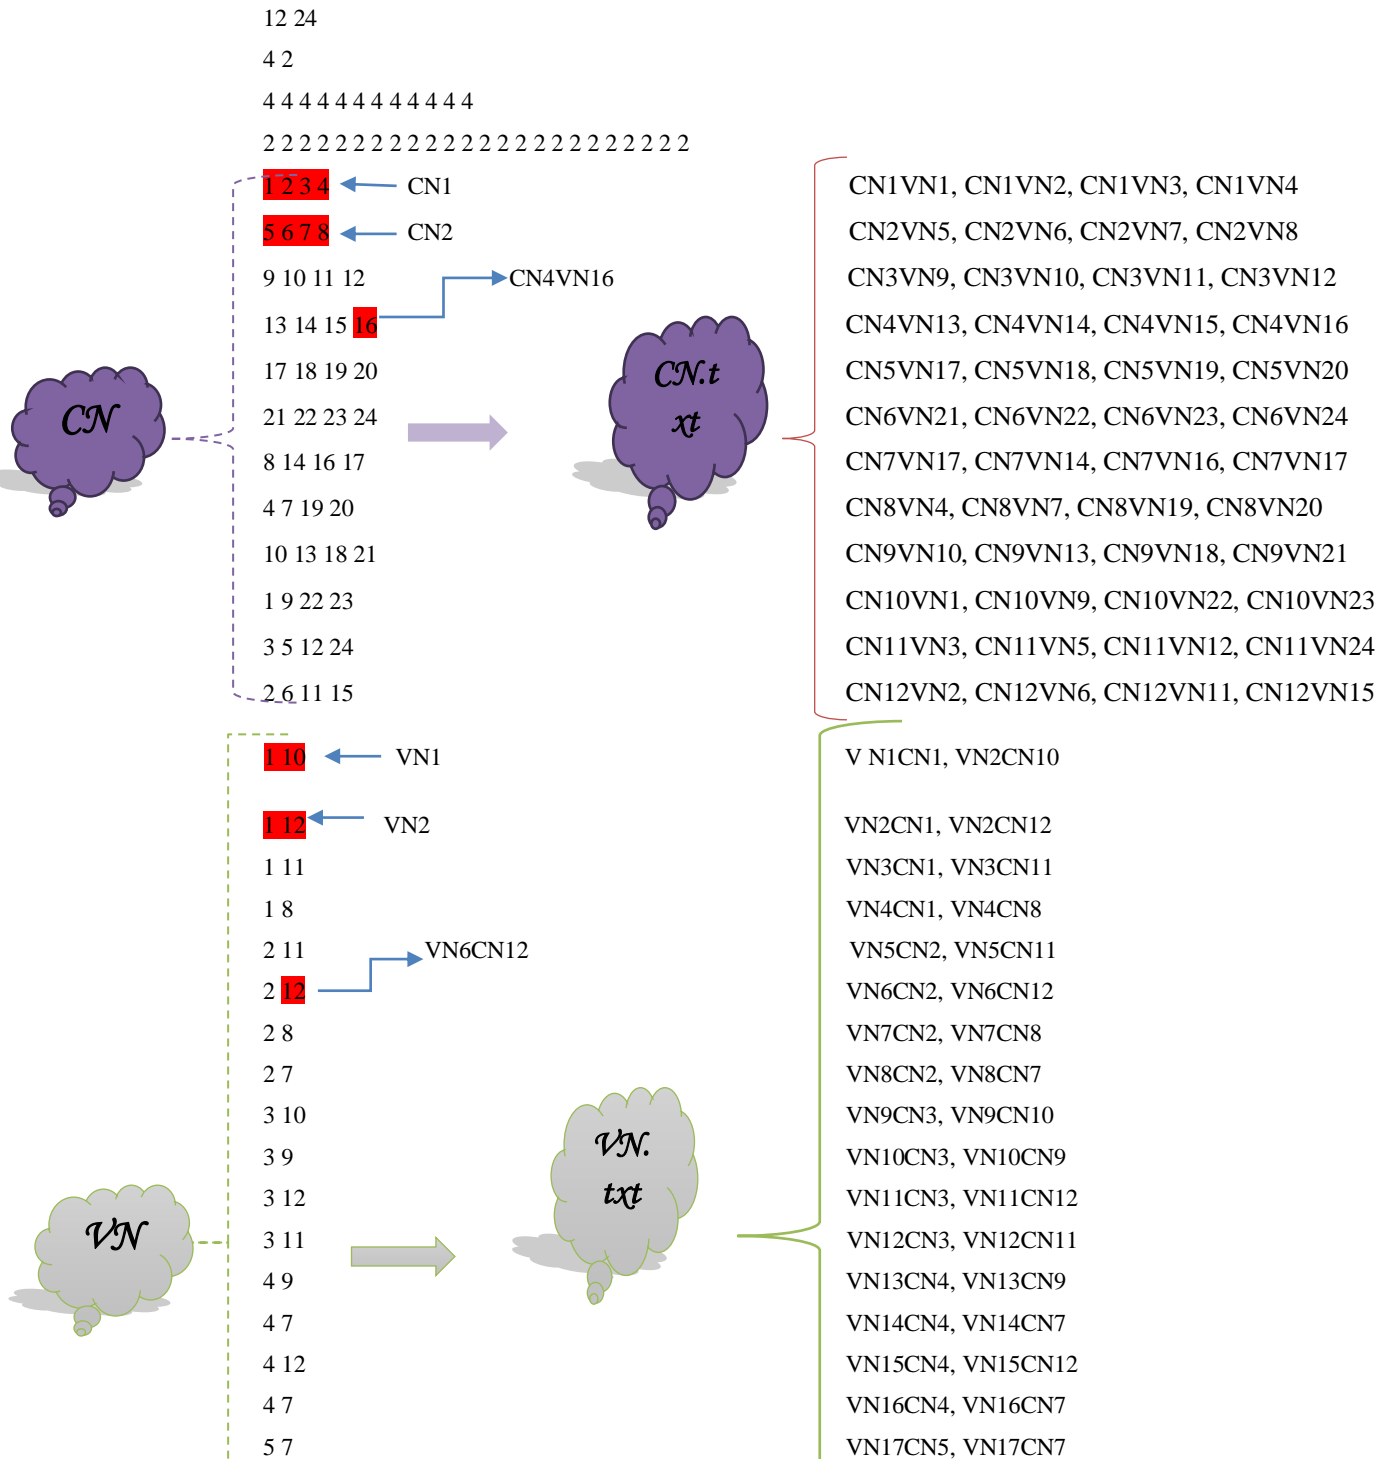 12 24
4 2
4 4 4 4 4 4 4 4 4 4 4 4
2 2 2 2 2 2 2 2 2 2 2 2 2 2 2 2 2 2 2 2 2 2 2 2
1 2 3 4 CN1 CN1VN1, CN1VN2, CN1VN3, CN1VN4
5 6 7 8 CN2 CN2VN5, CN2VN6, CN2VN7, CN2VN8
9 10 11 12 CN4VN16 CN3VN9, CN3VN10, CN3VN11, CN3VN12
13 14 15 16 CN4VN13, CN4VN14, CN4VN15, CN4VN16
17 18 19 20 CN.t CN5VN17, CN5VN18, CN5VN19, CN5VN20
CN 21 22 23 24 xt CN6VN21, CN6VN22, CN6VN23, CN6VN24
8 14 16 17 CN7VN17, CN7VN14, CN7VN16, CN7VN17
4 7 19 20 CN8VN4, CN8VN7, CN8VN19, CN8VN20
10 13 18 21 CN9VN10, CN9VN13, CN9VN18, CN9VN21
1 9 22 23 CN10VN1, CN10VN9, CN10VN22, CN10VN23
3 5 12 24 CN11VN3, CN11VN5, CN11VN12, CN11VN24
2 6 11 15 CN12VN2, CN12VN6, CN12VN11, CN12VN15
1 10 VN1 V N1CN1, VN2CN10
1 12 VN2 VN2CN1, VN2CN12
1 11 VN3CN1, VN3CN11
1 8 VN4CN1, VN4CN8
2 11 VN6CN12 VN5CN2, VN5CN11
2 12 VN6CN2, VN6CN12
2 8 VN7CN2, VN7CN8
2 7 VN8CN2, VN8CN7
3 10 VN9CN3, VN9CN10
3 9 VN. VN10CN3, VN10CN9
3 12 txt VN11CN3, VN11CN12
VN 3 11 VN12CN3, VN12CN11
4 9 VN13CN4, VN13CN9
4 7 VN14CN4, VN14CN7
4 12 VN15CN4, VN15CN12
4 7 VN16CN4, VN16CN7
5 7 VN17CN5, VN17CN7